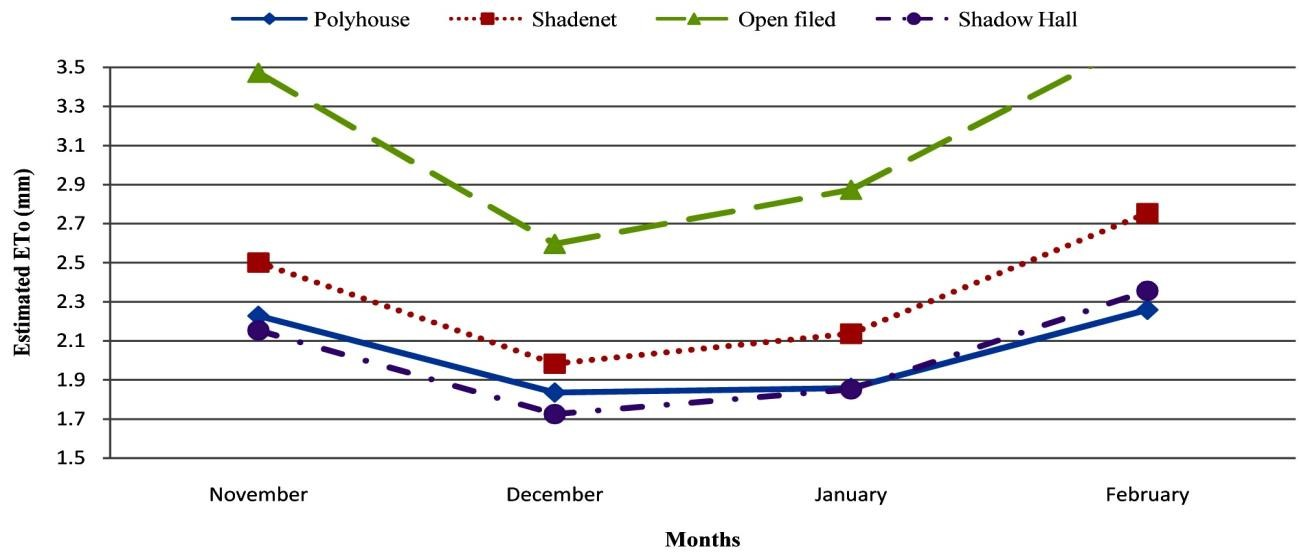 Polyhouse Shadenet Open filed Shadow Hall
3.5
3.3
3.1
2.9
2.7
2.5
2.3
2.1
1.9
1.7
1.5
Estimated ETo (mm)
November December January February
Months